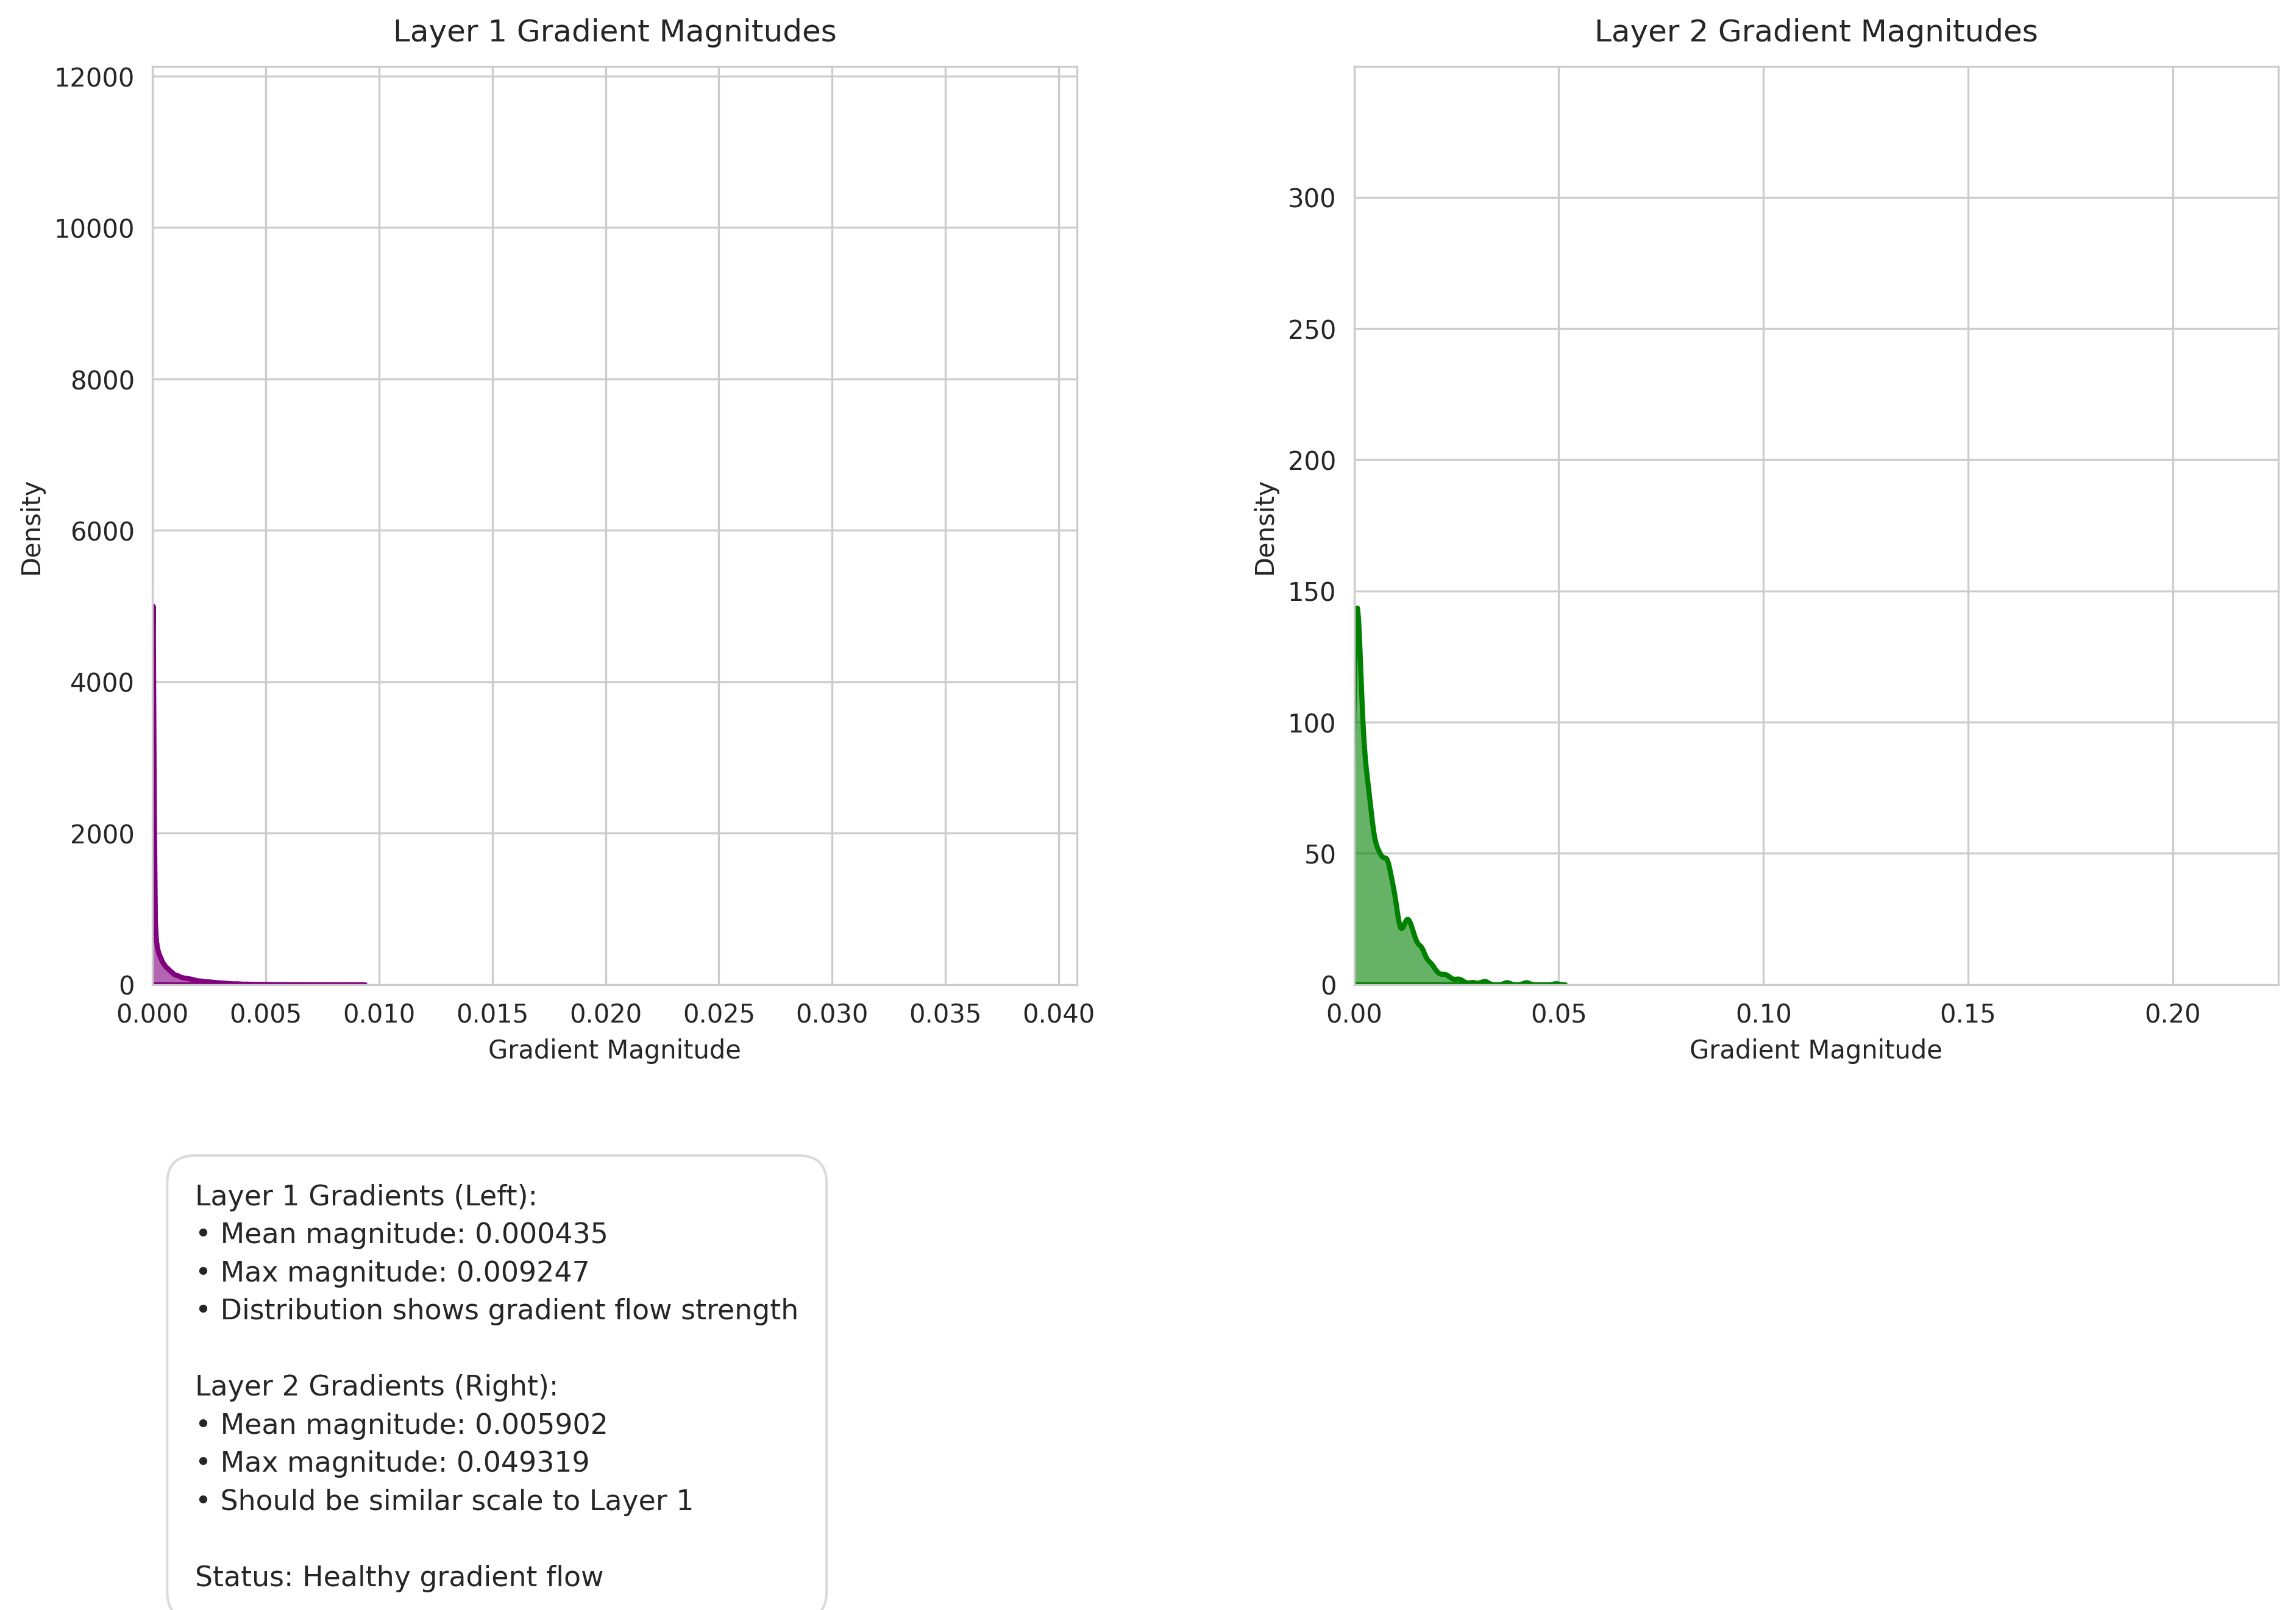 Layer 1 Gradient Magnitudes
12000
10000
8000
6000
4000
2000
0
Density
0.000 0.005 0.010 0.015 0.020 0.025 0.030 0.035 0.040
Gradient Magnitude
Layer 2 Gradient Magnitudes
300
250
200
150
100
50
0
Density
0.00 0.05 0.10 0.15 0.20
Gradient Magnitude
Layer 1 Gradients (Left):
• Mean magnitude: 0.000435
• Max magnitude: 0.009247
• Distribution shows gradient flow strength
Layer 2 Gradients (Right):
• Mean magnitude: 0.005902
• Max magnitude: 0.049319
• Should be similar scale to Layer 1
Status: Healthy gradient flow